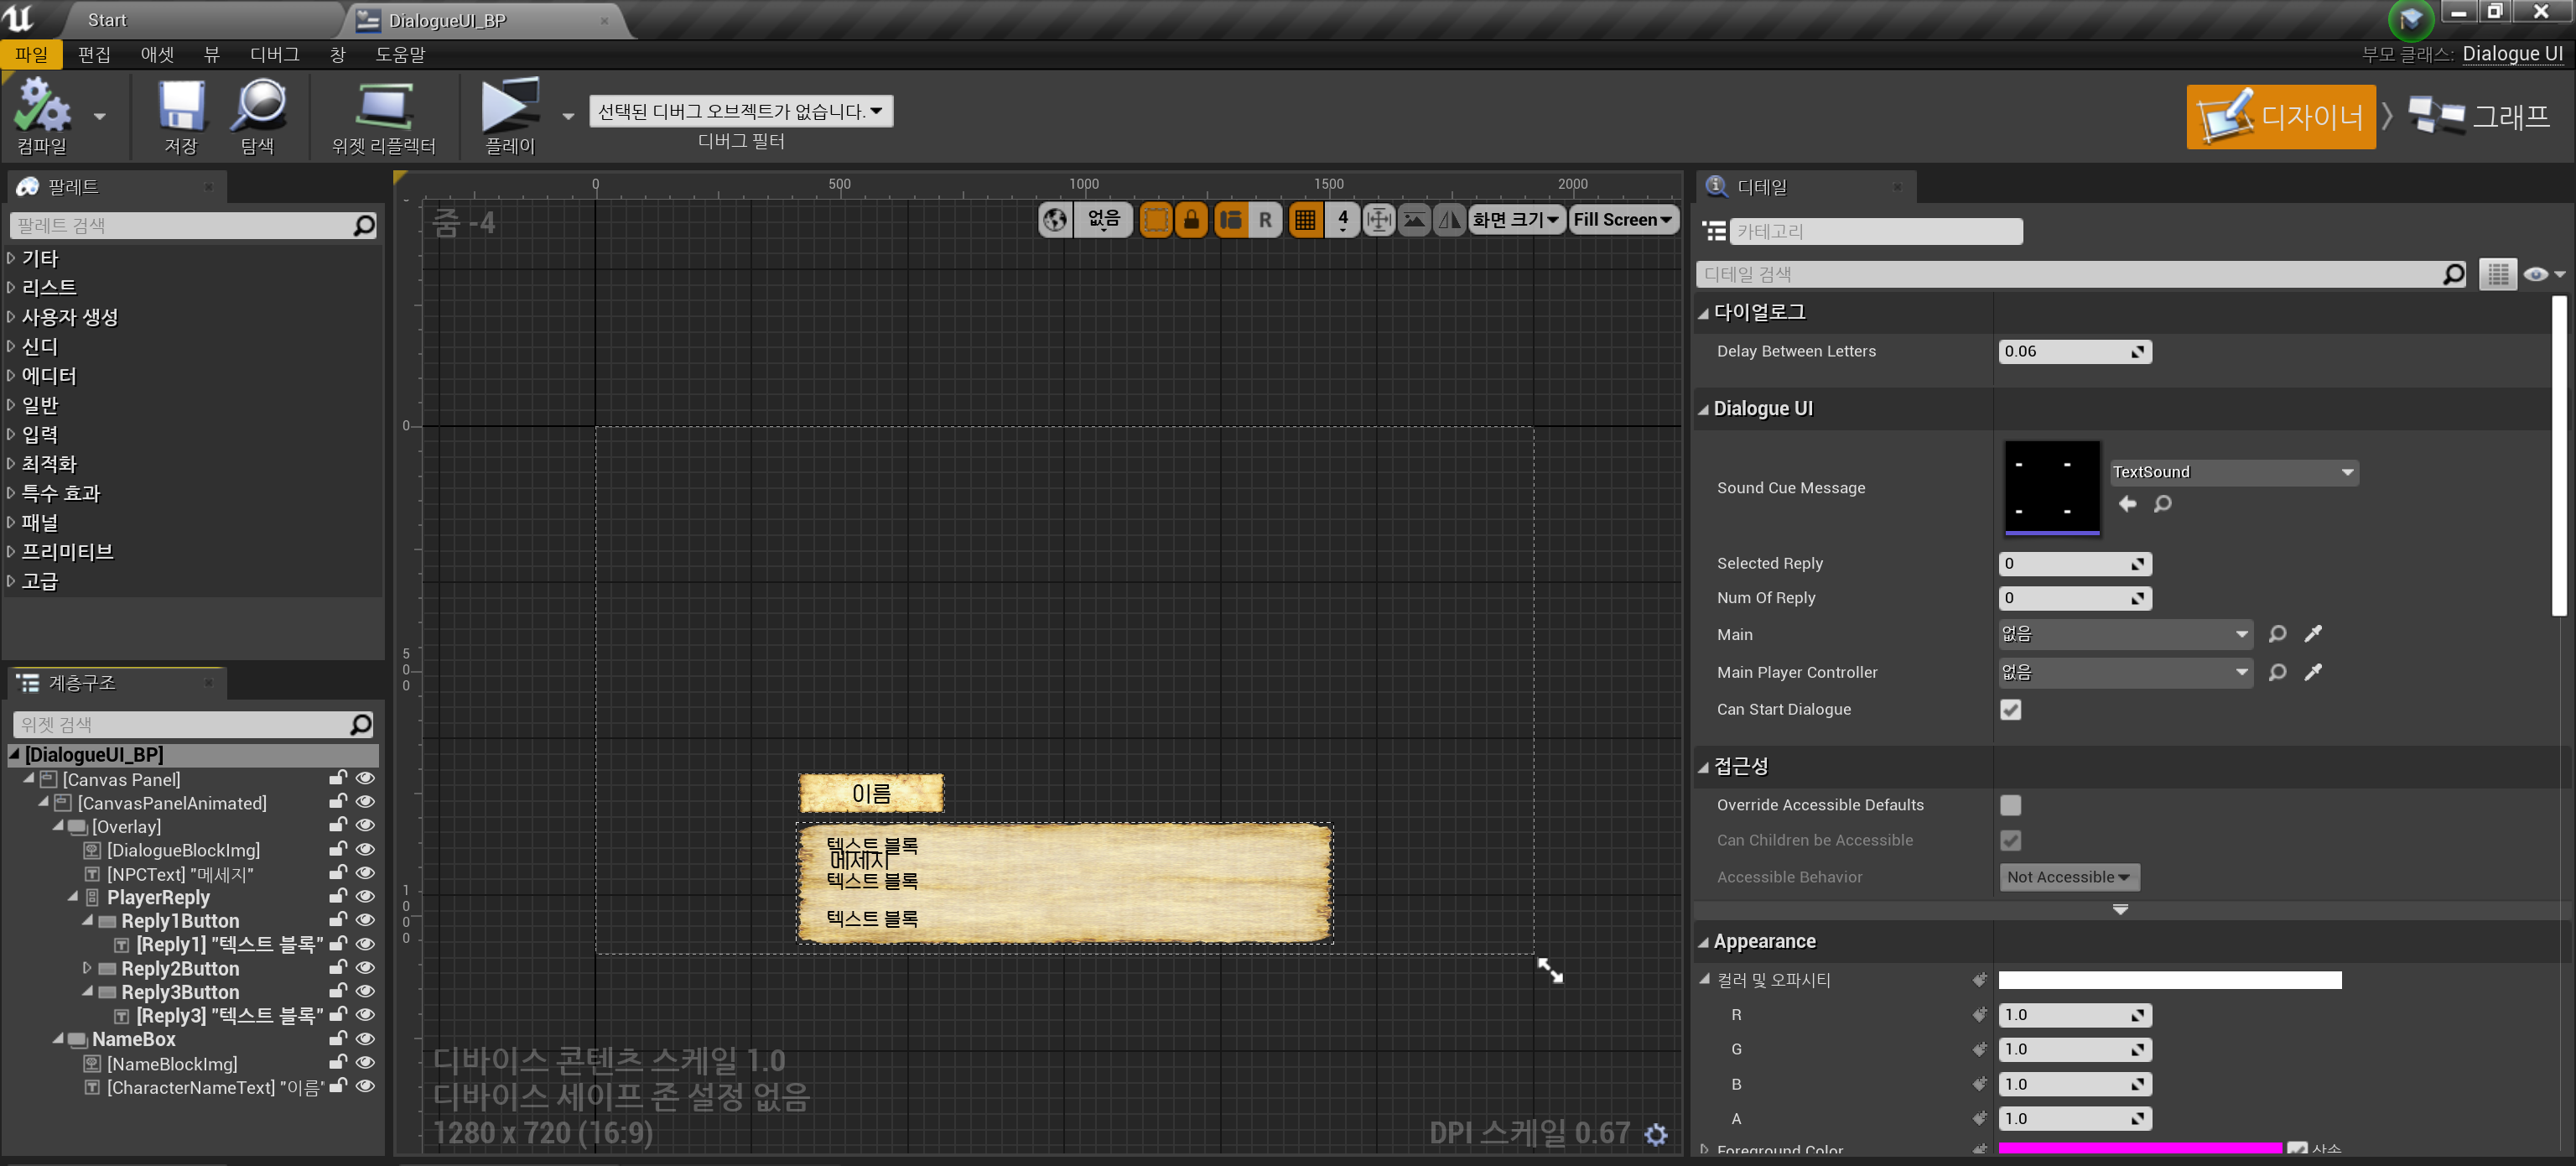 Start
DialogueUI_BP
파일 편집 애셋 뷰 디버그 창 도움말
부모 클래스: Dialogue UI
컴파일
저장
탐색
위젯 리플렉터
플레이
선택된 디버그 오브젝트가 없습니다.
디버그 필터
디자이너
그래프
팔레트
팔레트 검색
기타
리스트
사용자 생성
신디
에디터
일반
입력
최적화
특수 효과
패널
프리미티브
고급
계층구조
위젯 검색
[DialogueUI_BP]
[Canvas Panel]
[CanvasPanelAnimated]
[Overlay]
[DialogueBlockImg]
[NPCText] "메세지"
PlayerReply
Reply1Button
[Reply1] "텍스트 블록"
Reply2Button
Reply3Button
[Reply3] "텍스트 블록"
NameBox
[NameBlockImg]
[CharacterNameText] "이름"
0 500 1000 1500 2000
줌 -4
없음
R
4
화면 크기
Fill Screen
0
500
1000
이름
텍스트 블록
메세지
텍스트 블록
텍스트 블록
디바이스 콘텐츠 스케일 1.0
디바이스 세이프 존 설정 없음
1280 x 720 (16:9)
DPI 스케일 0.67
디테일
카테고리
디테일 검색
다이얼로그
Delay Between Letters 0.06
Dialogue UI
Sound Cue Message
TextSound
Selected Reply 0
Num Of Reply 0
Main 없음
Main Player Controller 없음
Can Start Dialogue
접근성
Override Accessible Defaults
Can Children be Accessible
Accessible Behavior Not Accessible
Appearance
컬러 및 오파시티
R 1.0
G 1.0
B 1.0
A 1.0
Foreground Color 상속